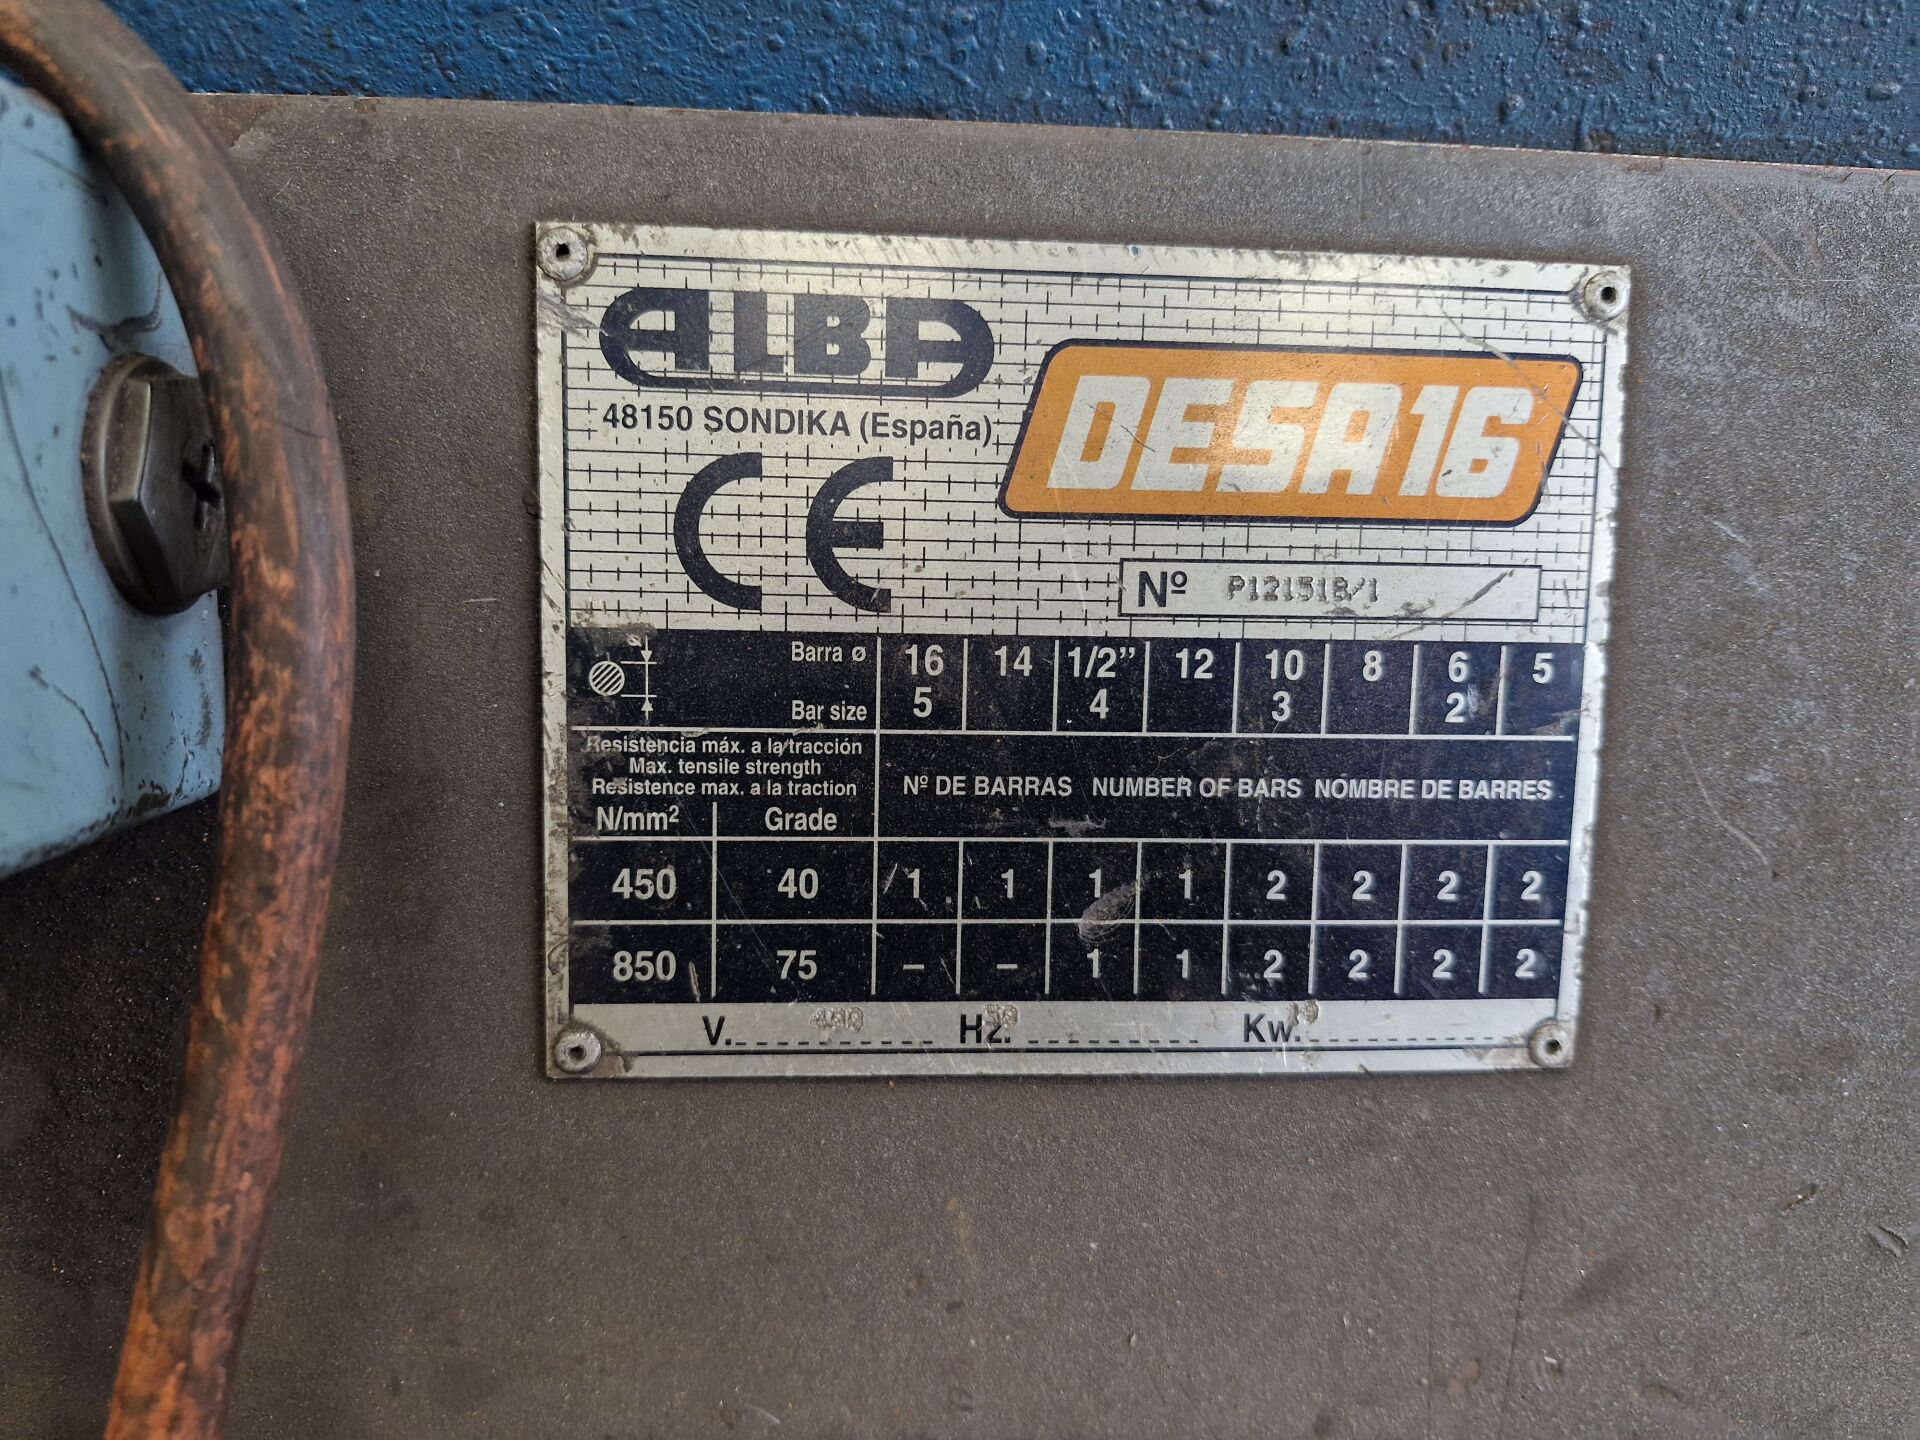 ALBA
48150 SONDIKA (España)
DESA16
CE
Nº P121518/1
Barra ø 16 14 1/2” 12 10 8 6 5
Bar size 5 4 3 2
Resistencia máx. a la tracción
Max. tensile strength
Resistence max. a la traction
Nº DE BARRAS NUMBER OF BARS NOMBRE DE BARRES
N/mm² Grade
450 40 1 1 1 1 2 2 2 2
850 75 – – 1 1 2 2 2 2
V. Hz. Kw.